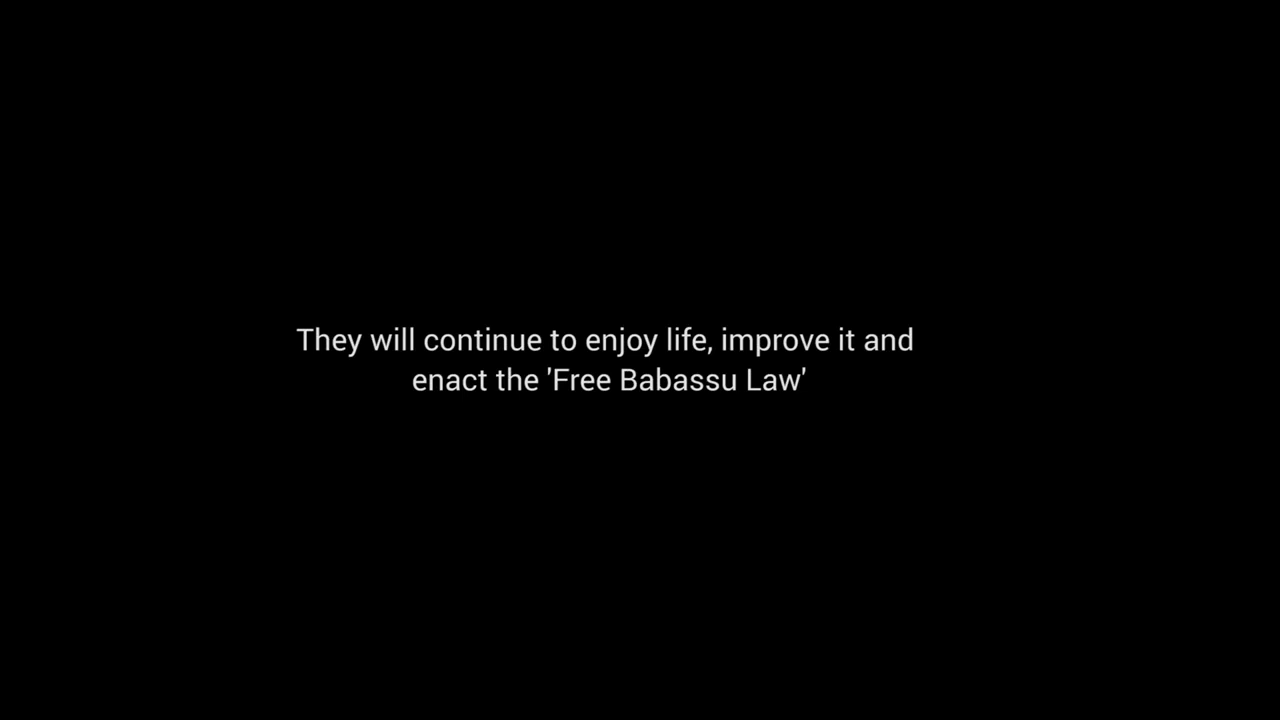 They will continue to enjoy life, improve it and
enact the 'Free Babassu Law'